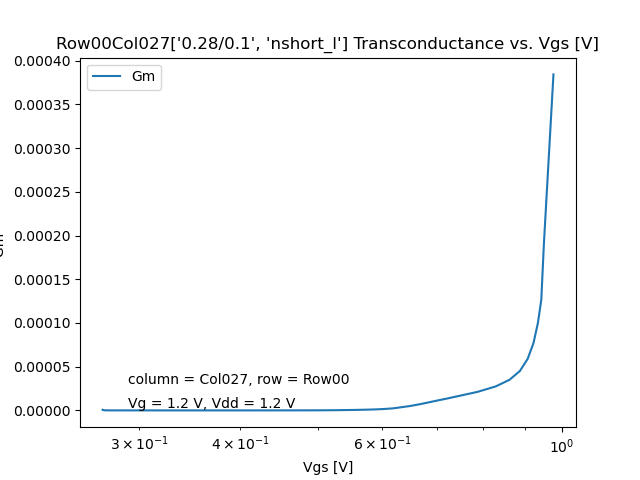 Row00Col027['0.28/0.1', 'nshort_l'] Transconductance vs. Vgs [V]
Gm
0.00040
0.00035
0.00030
0.00025
0.00020
0.00015
0.00010
0.00005
0.00000
column = Col027, row = Row00
Vg = 1.2 V, Vdd = 1.2 V
3 × 10⁻¹ 4 × 10⁻¹ 6 × 10⁻¹ 10⁰
Vgs [V]